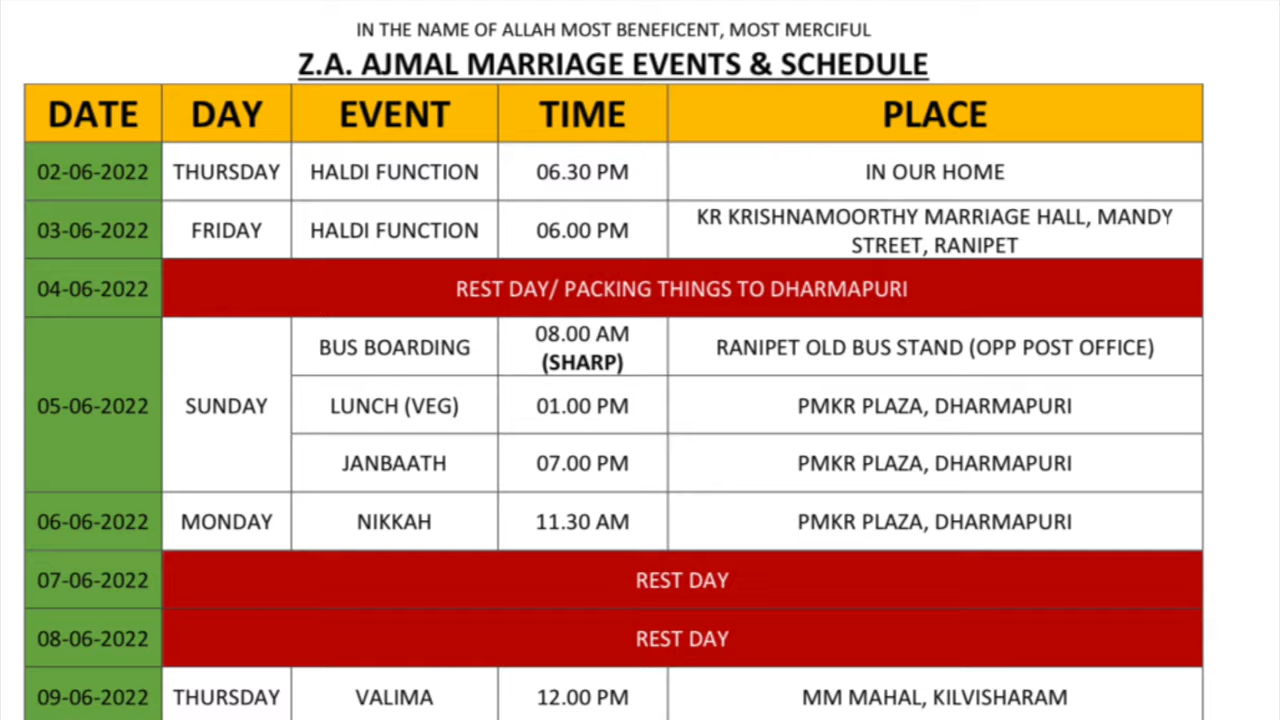 IN THE NAME OF ALLAH MOST BENEFICENT, MOST MERCIFUL
Z.A. AJMAL MARRIAGE EVENTS & SCHEDULE
DATE DAY EVENT TIME PLACE
02-06-2022 THURSDAY HALDI FUNCTION 06.30 PM IN OUR HOME
03-06-2022 FRIDAY HALDI FUNCTION 06.00 PM KR KRISHNAMOORTHY MARRIAGE HALL, MANDY
STREET, RANIPET
04-06-2022 REST DAY/ PACKING THINGS TO DHARMAPURI
05-06-2022 SUNDAY BUS BOARDING 08.00 AM
(SHARP) RANIPET OLD BUS STAND (OPP POST OFFICE)
LUNCH (VEG) 01.00 PM PMKR PLAZA, DHARMAPURI
JANBAATH 07.00 PM PMKR PLAZA, DHARMAPURI
06-06-2022 MONDAY NIKKAH 11.30 AM PMKR PLAZA, DHARMAPURI
07-06-2022 REST DAY
08-06-2022 REST DAY
09-06-2022 THURSDAY VALIMA 12.00 PM MM MAHAL, KILVISHARAM